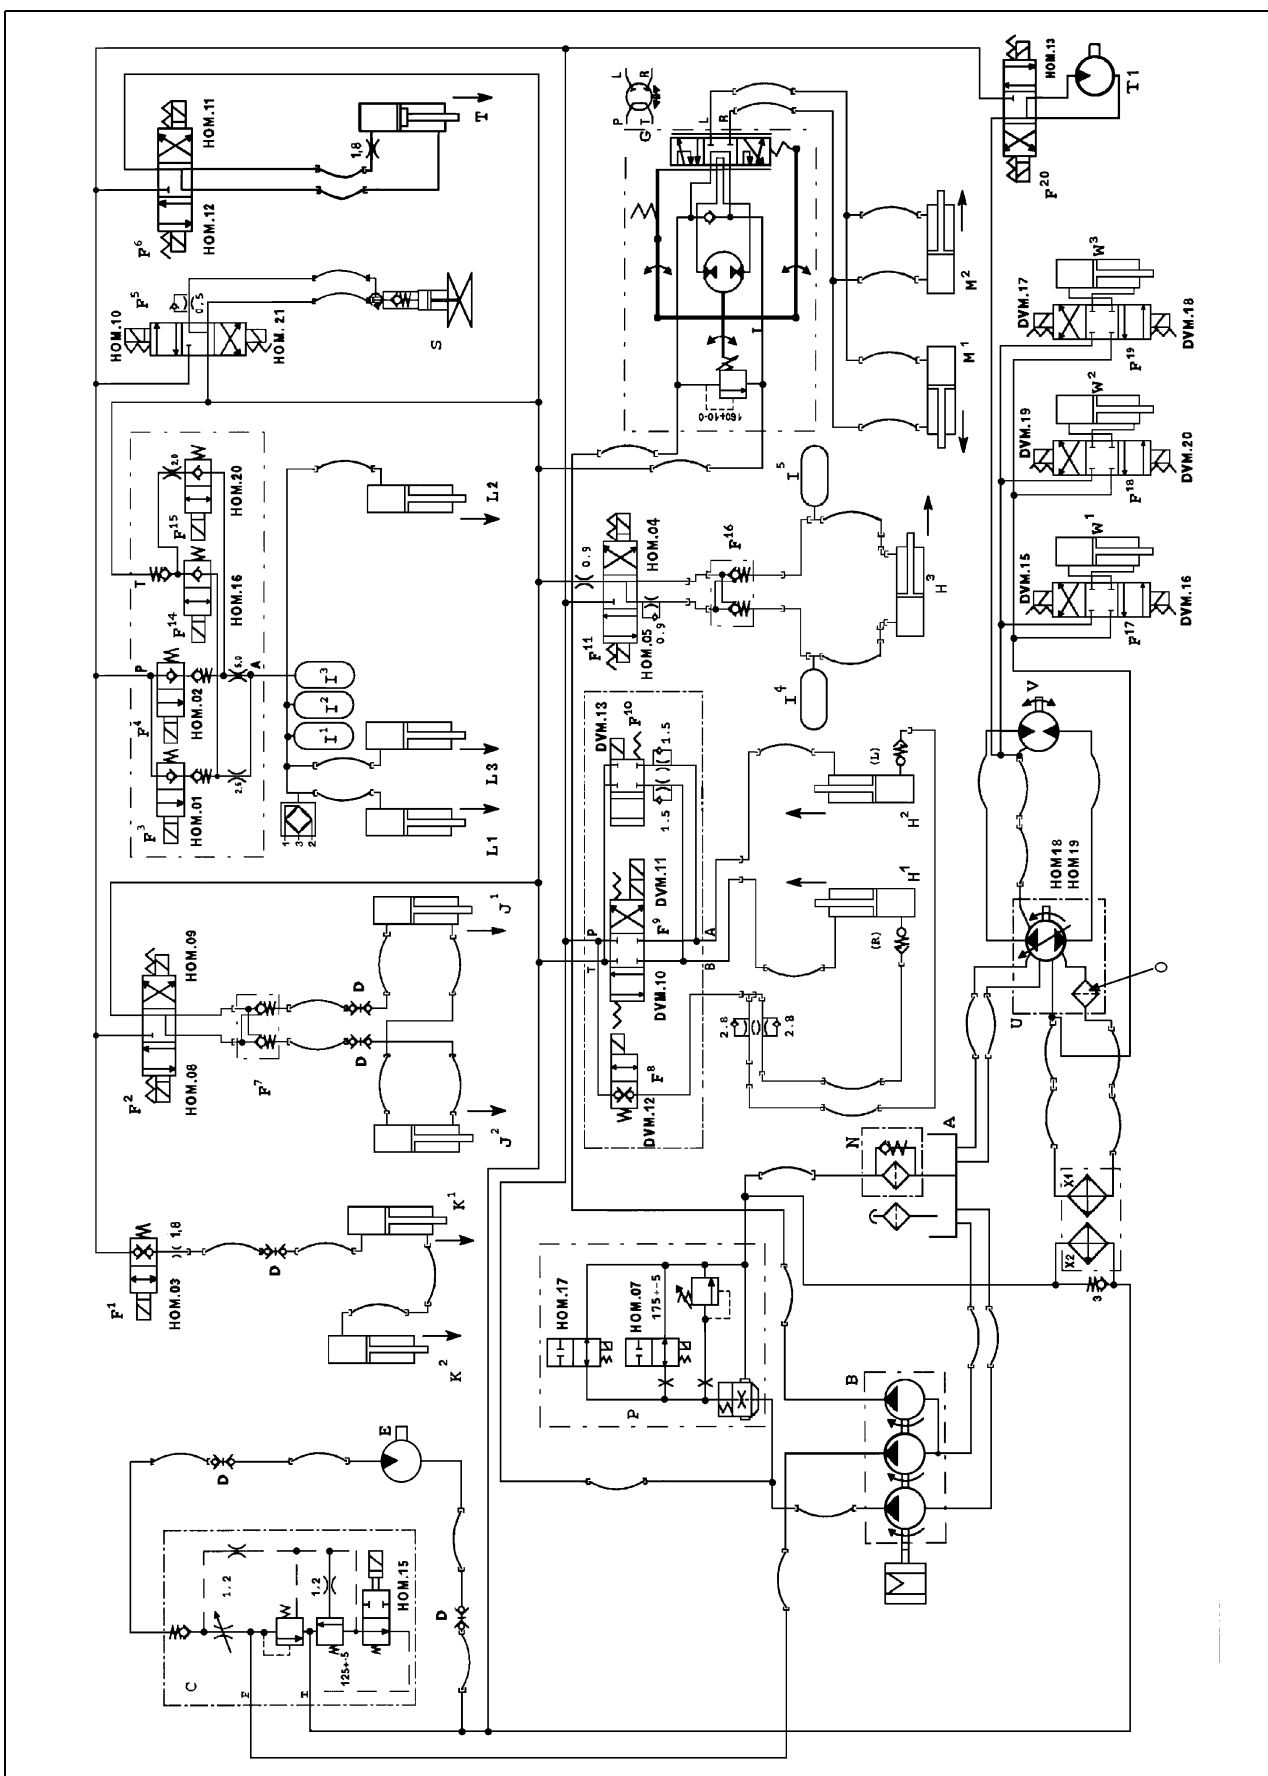 HOM.11
HOM.12
F6
1,8
T
HOM.10
F5
0,5
HOM.21
S
HOM.20
F15
2,0
T
HOM.16
F14
P
HOM.02
F4
5,0
A
HOM.01
F3
2,5
L2
I3
I2
I1
L3
L1
1
3
2
HOM.09
HOM.08
F2
F7
D
D
J1
J2
F1
HOM.03
1,8
D
K1
K2
E
D
C
1,2
1,2
HOM.15
125+-5
P
T
D
P
L
T
R
G
L
R
T
160+10-0
M2
M1
HOM.13
T1
F20
DVM.17
W3
F19
DVM.18
DVM.19
W2
F18
DVM.20
DVM.15
W1
F17
DVM.16
HOM.04
0.9
F16
F11
HOM.05
0.9
I5
I4
H3
DVM.13
F10
1.5
1.5
DVM.11
F9
P
T
A
B
DVM.10
F8
DVM.12
2.8
2.8
(L)
H2
H1
(R)
V
HOM18
HOM19
U
O
N
A
X1
X2
3
HOM.17
HOM.07
175+-5
P
B
M